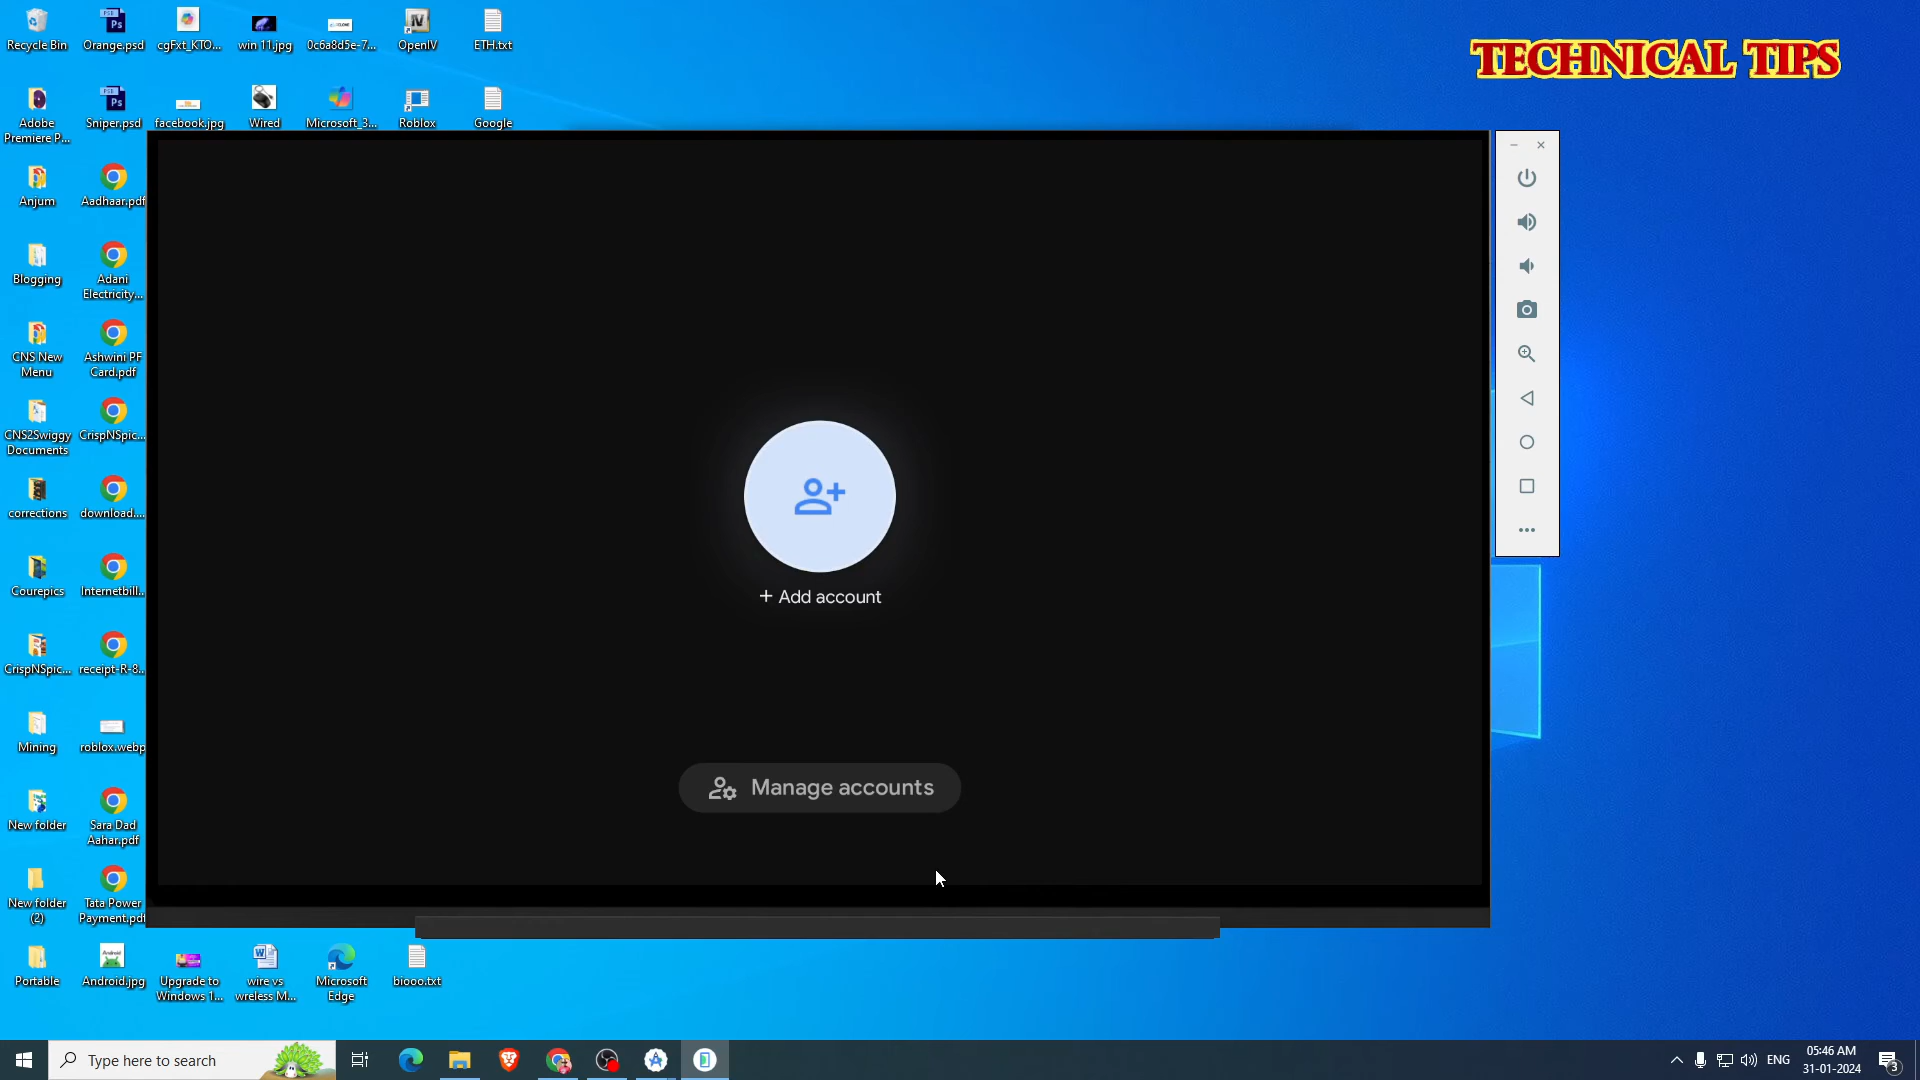 TECHNICAL TIPS
Recycle Bin
Orange.psd
cgFxt_KTO...
win 11.jpg
0c6a8d5e-7...
OpenIV
ETH.txt
Adobe
Premiere P...
Sniper.psd
facebook.jpg
Wired
Microsoft_3...
Roblox
Google
Anjum
Aadhaar.pdf
Blogging
Adani
Electricity...
CNS New
Menu
Ashwini PF
Card.pdf
CNS2Swiggy
Documents
CrispNSpic...
corrections
download....
Courepics
Internetbill...
CrispNSpic...
receipt-R-8...
Mining
roblox.webp
New folder
Sara Dad
Aahar.pdf
New folder
(2)
Tata Power
Payment.pdf
Portable
Android.jpg
Upgrade to
Windows 1...
wire vs
wreless M...
Microsoft
Edge
biooo.txt
+ Add account
Manage accounts
Type here to search
ENG
05:46 AM
31-01-2024
3